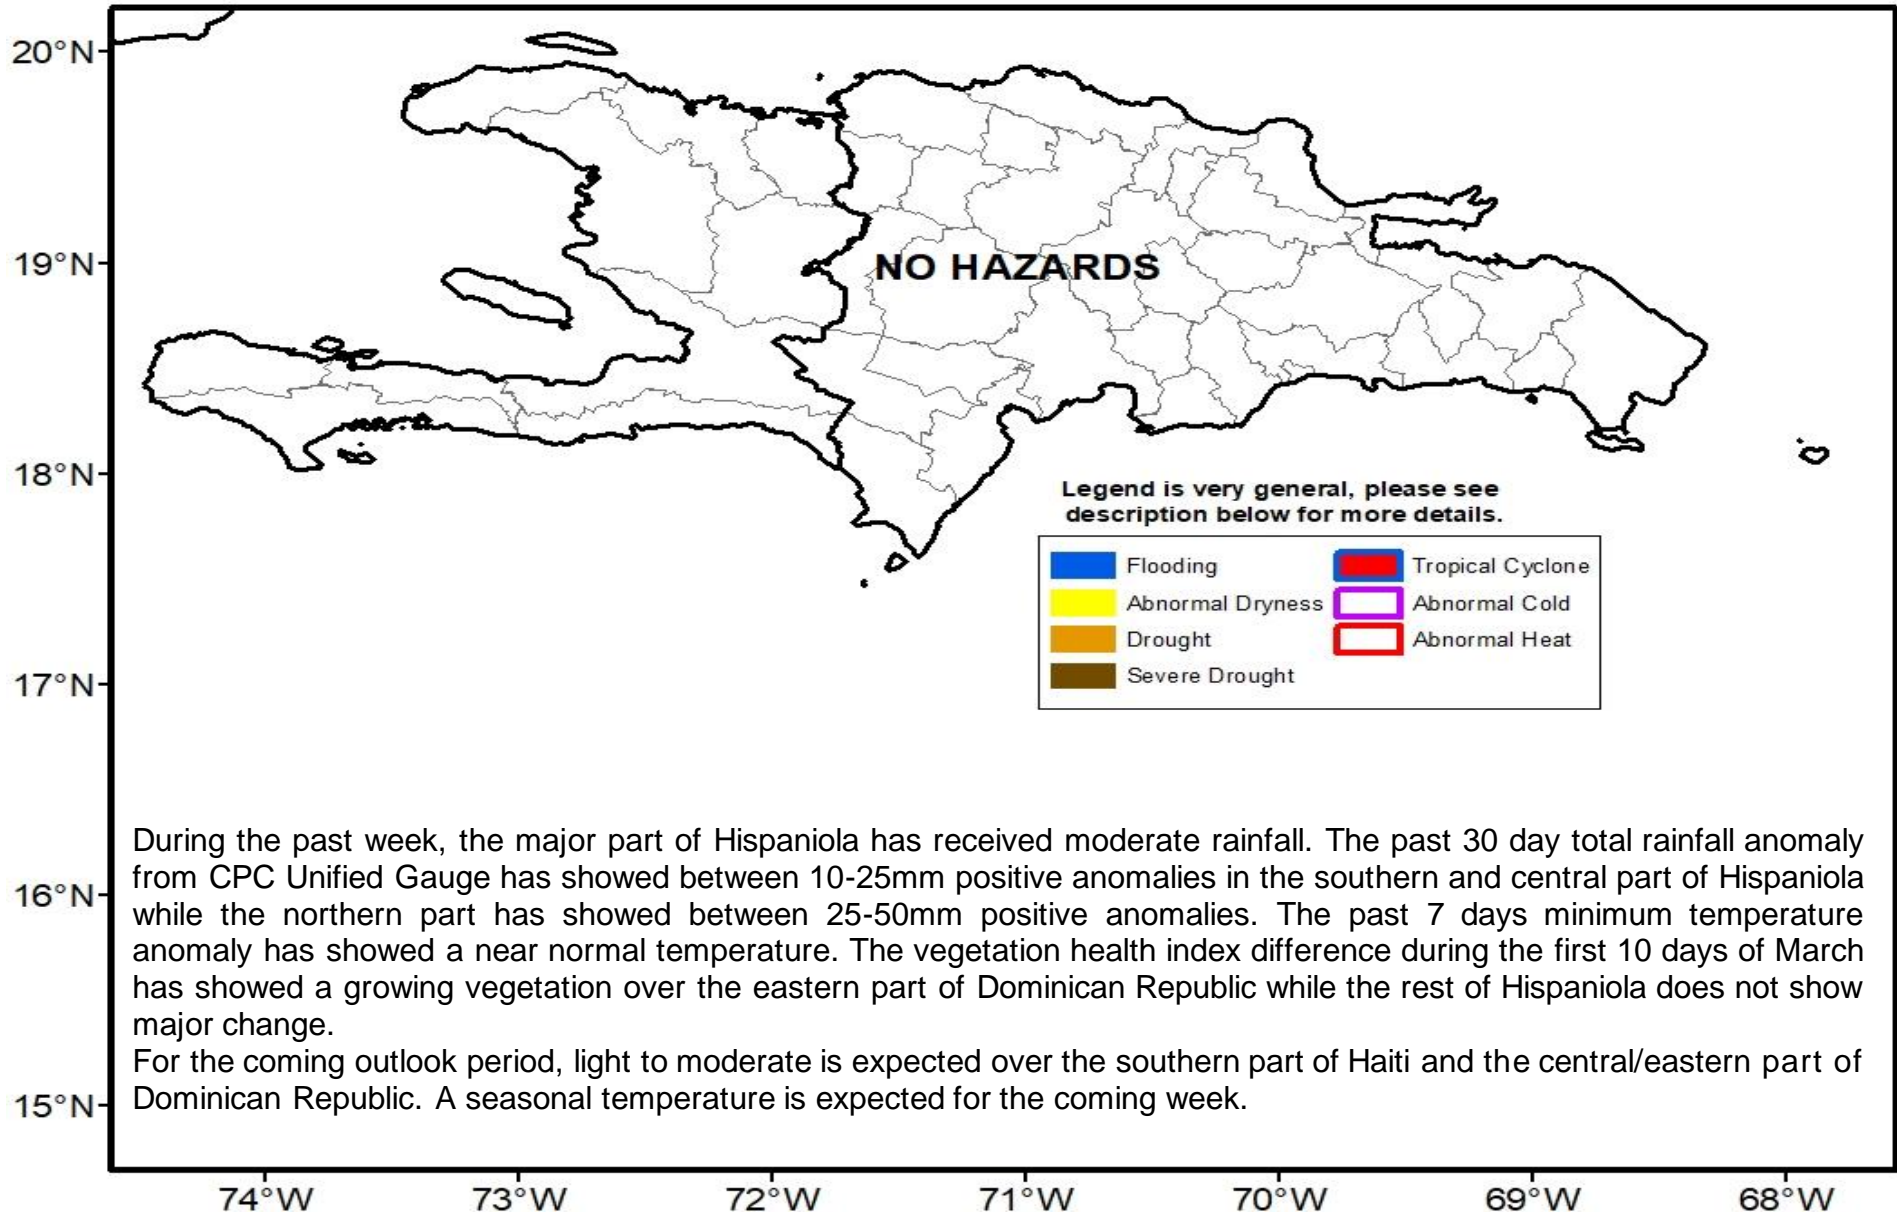 20°N
19°N
18°N
17°N
16°N
15°N
NO HAZARDS
Legend is very general, please see
description below for more details.
Flooding
Tropical Cyclone
Abnormal Dryness
Abnormal Cold
Drought
Abnormal Heat
Severe Drought
During the past week, the major part of Hispaniola has received moderate rainfall. The past 30 day total rainfall anomaly
from CPC Unified Gauge has showed between 10-25mm positive anomalies in the southern and central part of Hispaniola
while the northern part has showed between 25-50mm positive anomalies. The past 7 days minimum temperature
anomaly has showed a near normal temperature. The vegetation health index difference during the first 10 days of March
has showed a growing vegetation over the eastern part of Dominican Republic while the rest of Hispaniola does not show
major change.
For the coming outlook period, light to moderate is expected over the southern part of Haiti and the central/eastern part of
Dominican Republic. A seasonal temperature is expected for the coming week.
74°W
73°W
72°W
71°W
70°W
69°W
68°W